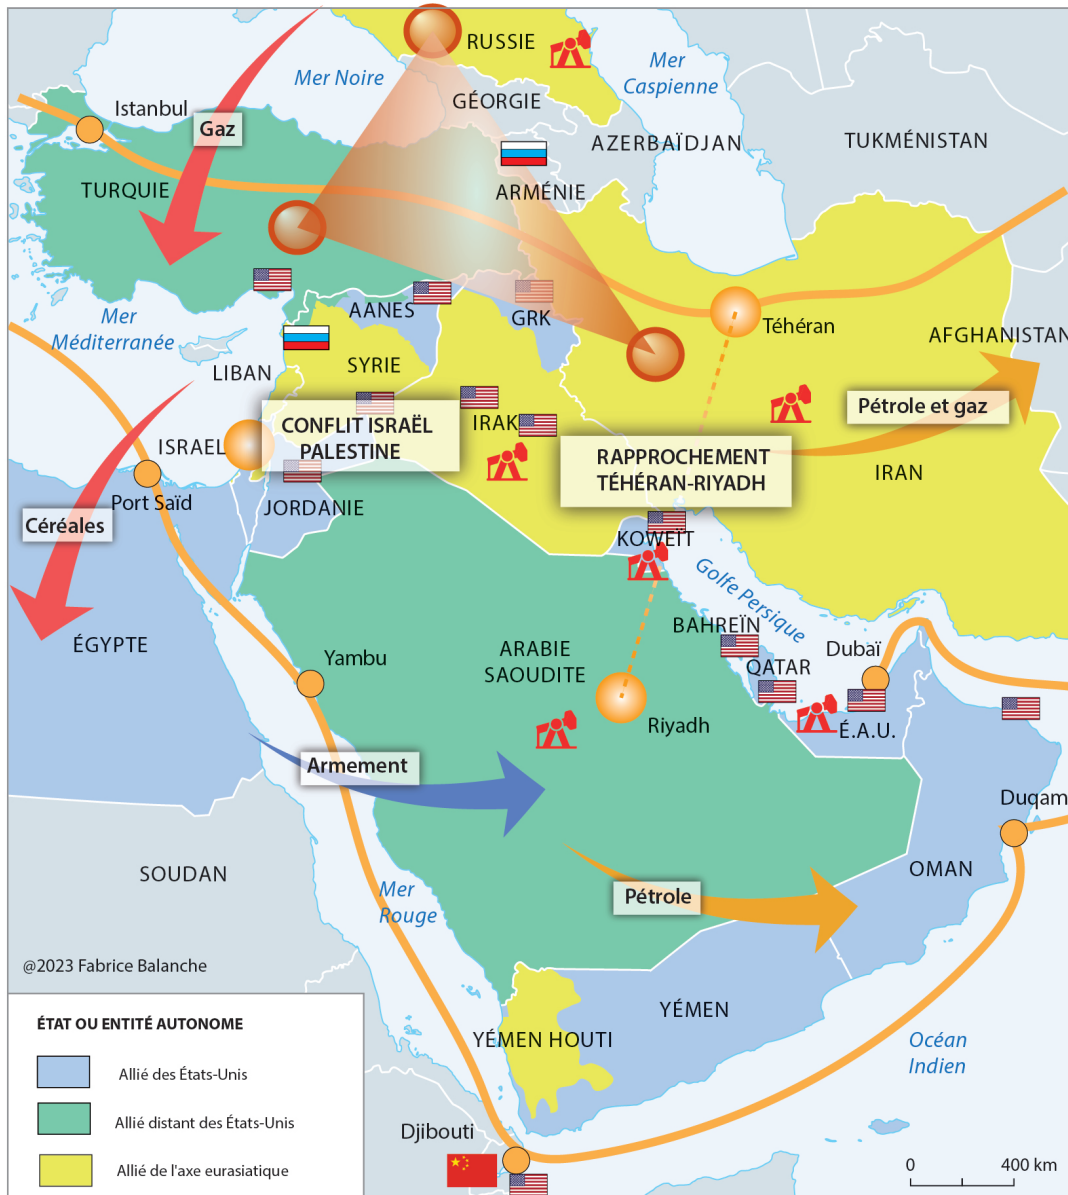 RUSSIE
Mer Noire
Mer
Caspienne
GÉORGIE
Istanbul
Gaz
AZERBAÏDJAN
TUKMÉNISTAN
TURQUIE
ARMÉNIE
AANES
GRK
Mer
Méditerranée
Téhéran
AFGHANISTAN
LIBAN
SYRIE
Pétrole et gaz
CONFLIT ISRAËL
PALESTINE
IRAK
ISRAEL
RAPPROCHEMENT
TÉHÉRAN-RIYADH
IRAN
Port Saïd
JORDANIE
Céréales
KOWEÏT
Golfe Persique
BAHREÏN
ÉGYPTE
Yambu
ARABIE
SAOUDITE
QATAR
Dubaï
Riyadh
É.A.U.
Armement
Duqam
SOUDAN
OMAN
Mer
Rouge
Pétrole
@2023 Fabrice Balanche
YÉMEN
YÉMEN HOUTI
Océan
Indien
ÉTAT OU ENTITÉ AUTONOME
Allié des États-Unis
Allié distant des États-Unis
Allié de l'axe eurasiatique
Djibouti
0 400 km